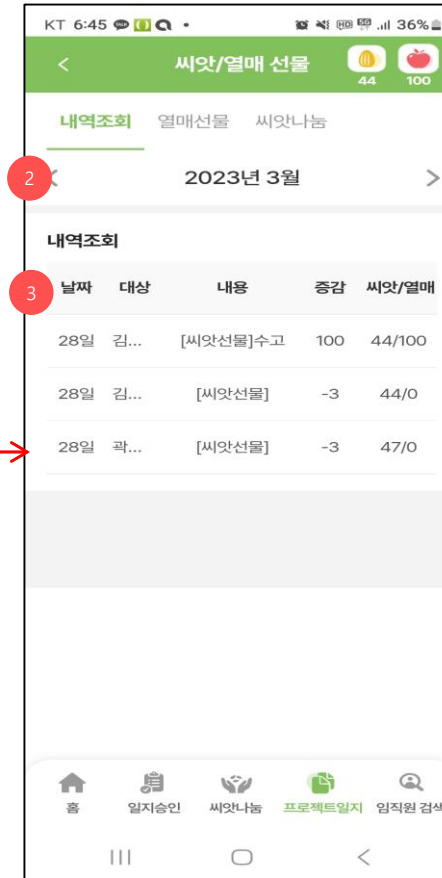 KT 6:45 36%
씨앗/열매 선물 44 100
내역조회 열매선물 씨앗나눔
2 2023년 3월
내역조회
3 날짜 대상 내용 증감 씨앗/열매
28일 김... [씨앗선물]수고 100 44/100
28일 김... [씨앗선물] -3 44/0
28일 곽... [씨앗선물] -3 47/0
홈 일지승인 씨앗나눔 프로젝트일지 임직원 검색